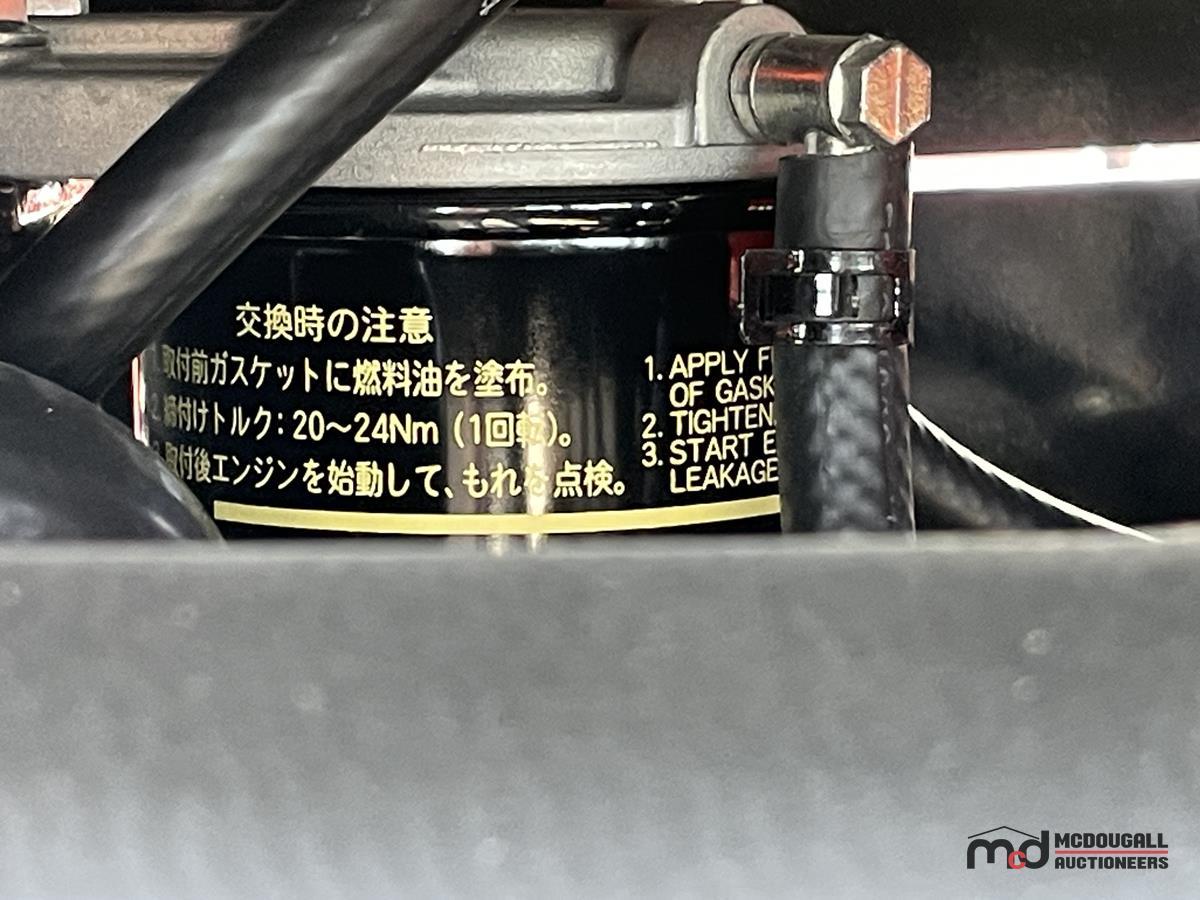 交換時の注意
取付前ガスケットに燃料油を塗布。
2. 締付けトルク:20〜24Nm (1回転)。
3. 取付後エンジンを始動して、もれを点検。
1. APPLY F
OF GASK
2. TIGHTEN
3. START E
LEAKAGE
mcd MCDOUGALL
AUCTIONEERS